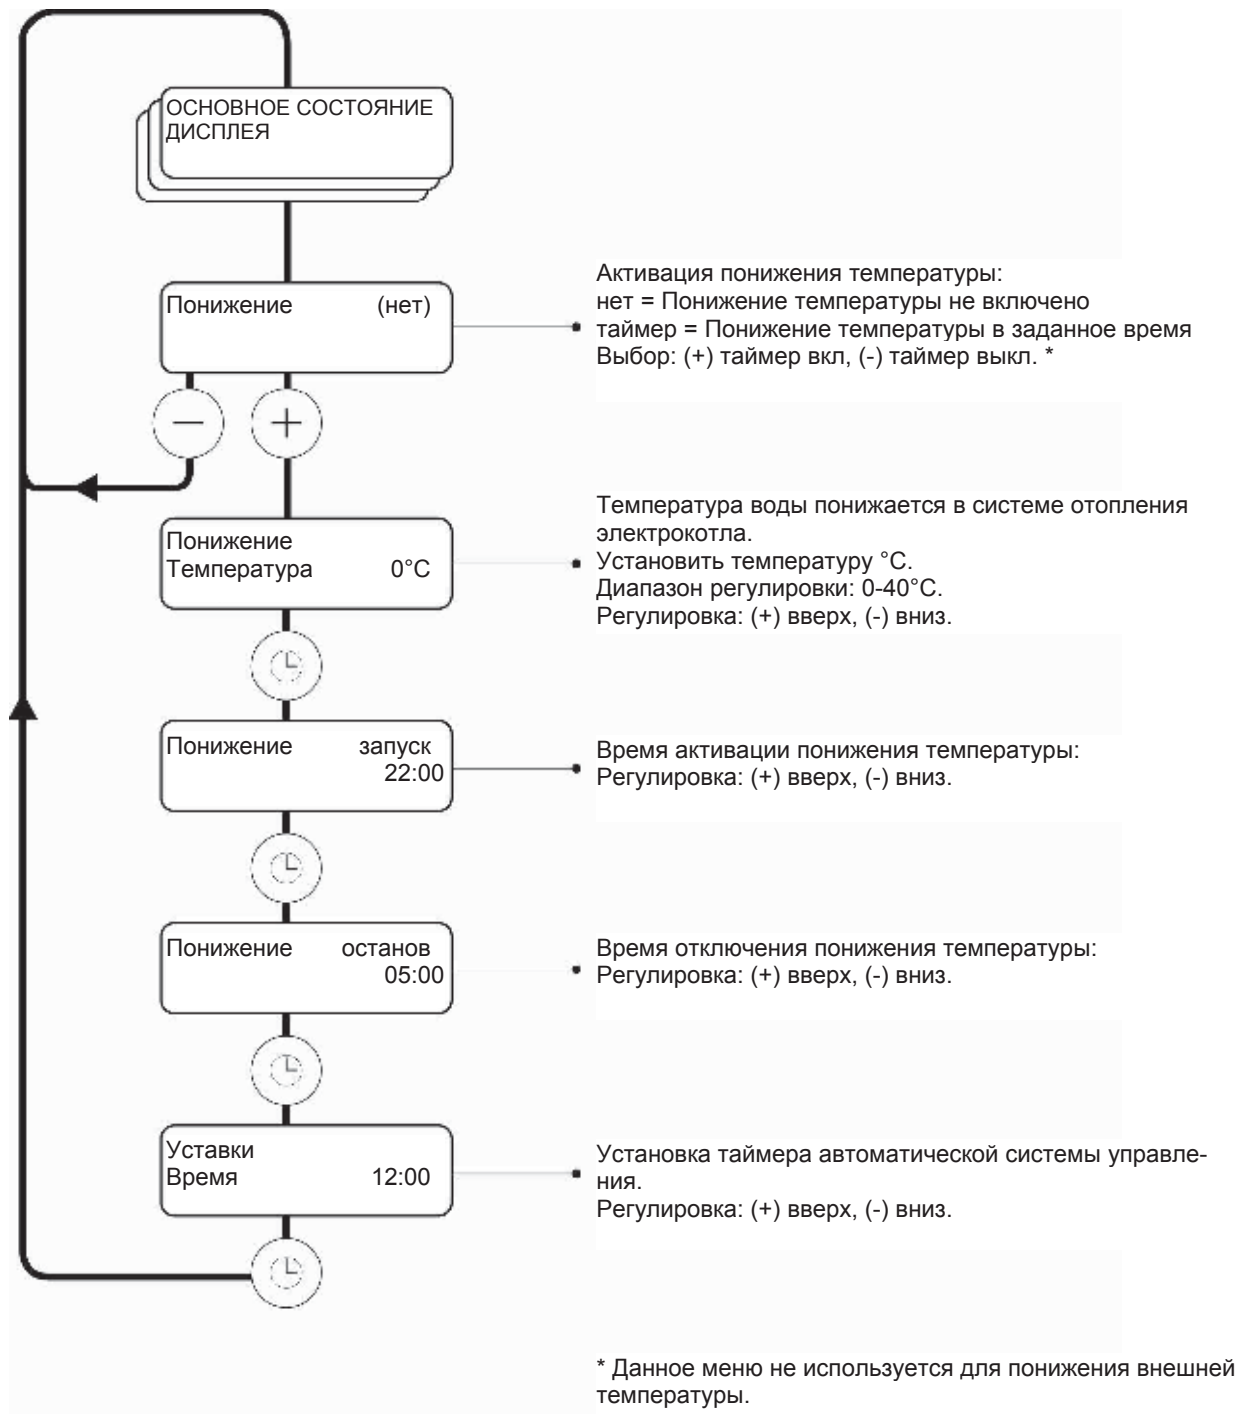 ОСНОВНОЕ СОСТОЯНИЕ
ДИСПЛЕЯ
Понижение (нет)
Активация понижения температуры:
нет = Понижение температуры не включено
таймер = Понижение температуры в заданное время
Выбор: (+) таймер вкл, (-) таймер выкл. *
Понижение
Температура 0°C
Температура воды понижается в системе отопления
электрокотла.
Установить температуру °C.
Диапазон регулировки: 0-40°C.
Регулировка: (+) вверх, (-) вниз.
Понижение запуск
22:00
Время активации понижения температуры:
Регулировка: (+) вверх, (-) вниз.
Понижение останов
05:00
Время отключения понижения температуры:
Регулировка: (+) вверх, (-) вниз.
Уставки
Время 12:00
Установка таймера автоматической системы управле-
ния.
Регулировка: (+) вверх, (-) вниз.
* Данное меню не используется для понижения внешней
температуры.